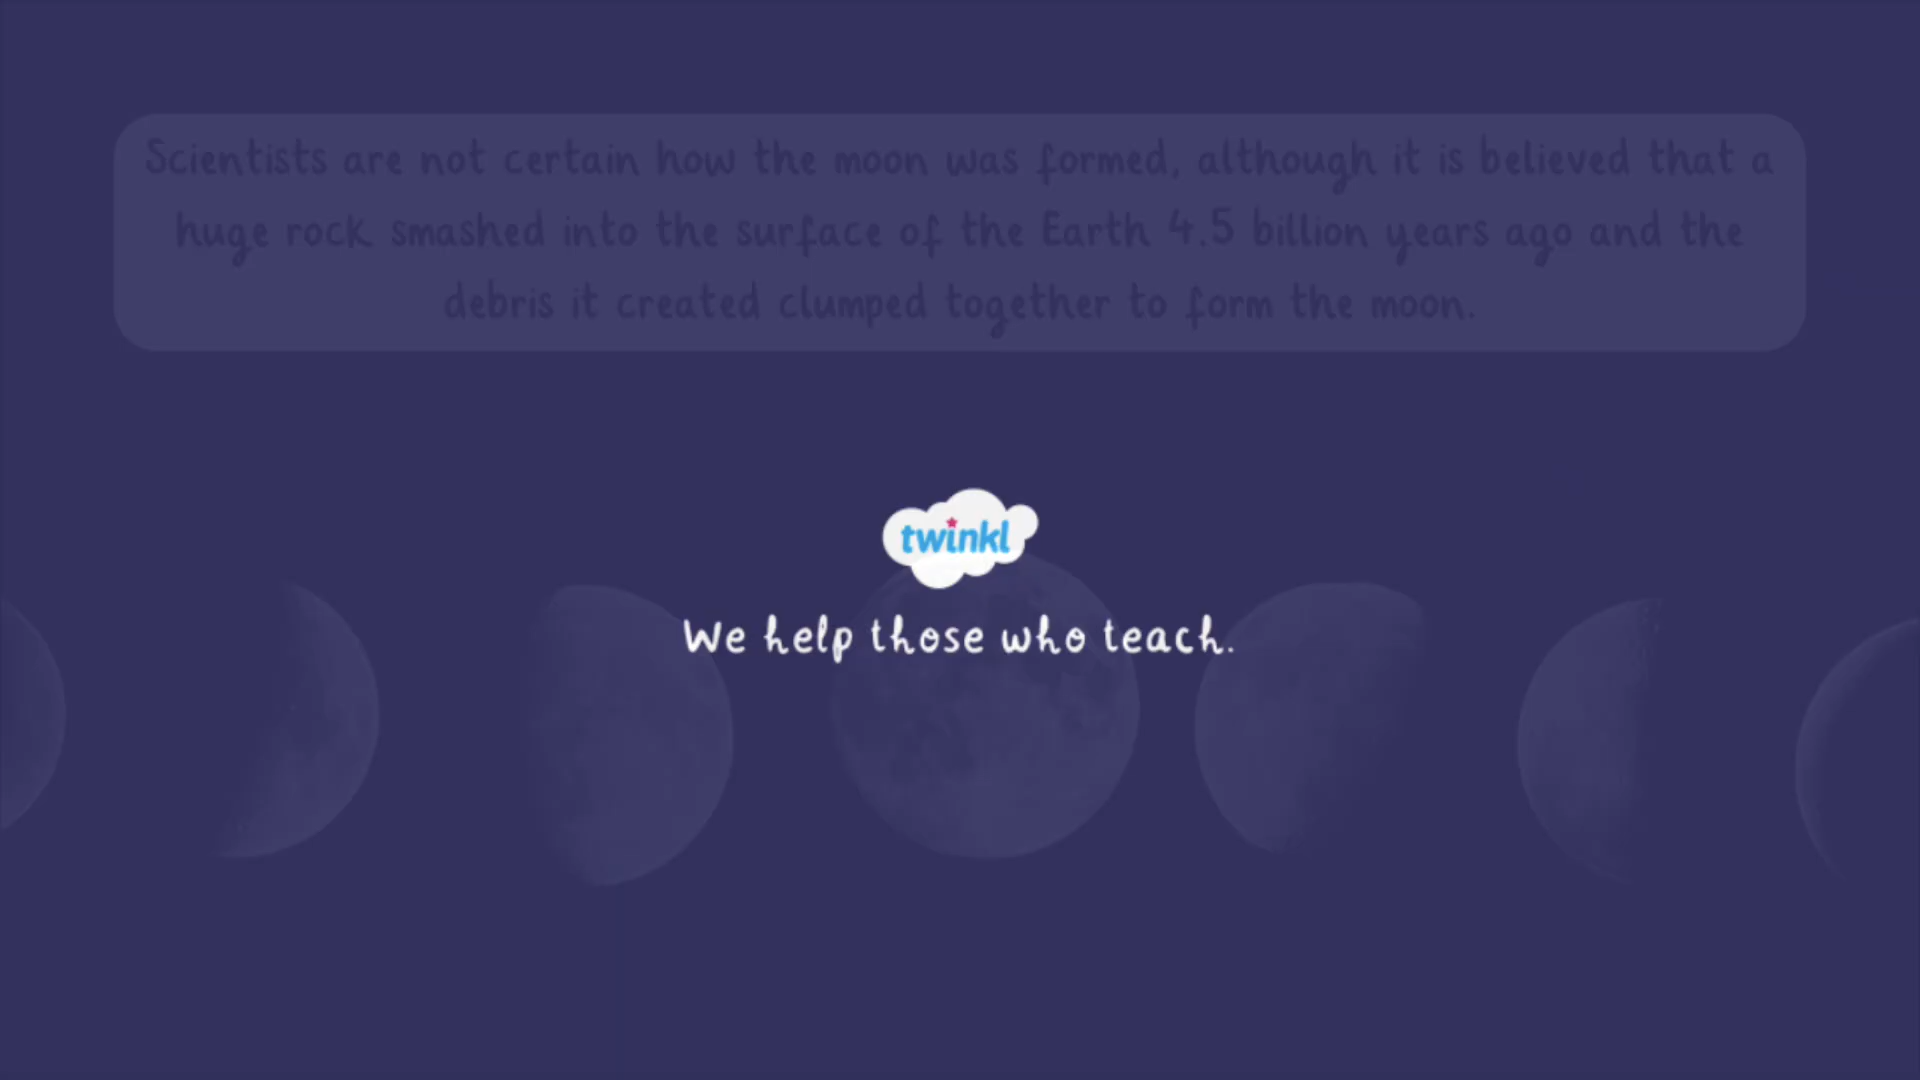 Scientists are not certain how the moon was formed, although it is believed that a
huge rock smashed into the surface of the Earth 4.5 billion years ago and the
debris it created clumped together to form the moon.
twinkl
We help those who teach.